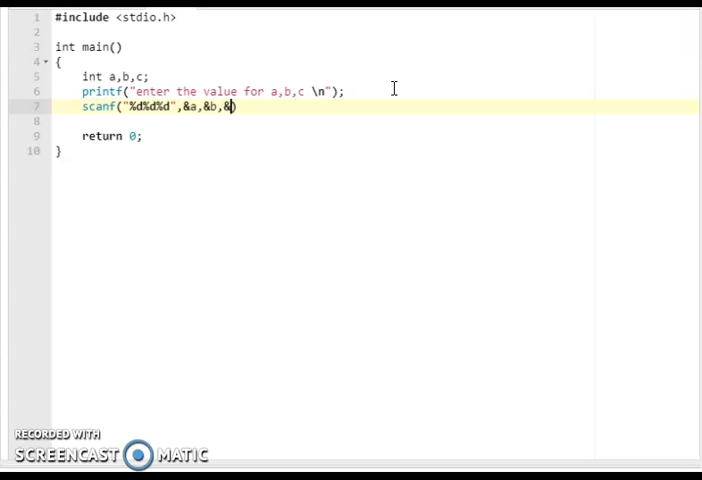 1 #include <stdio.h>
2
3 int main()
4 {
5 int a,b,c;
6 printf("enter the value for a,b,c \n");
7 scanf("%d%d%d",&a,&b,&)
8
9 return 0;
10 }
RECORDED WITH
SCREENCAST MATIC